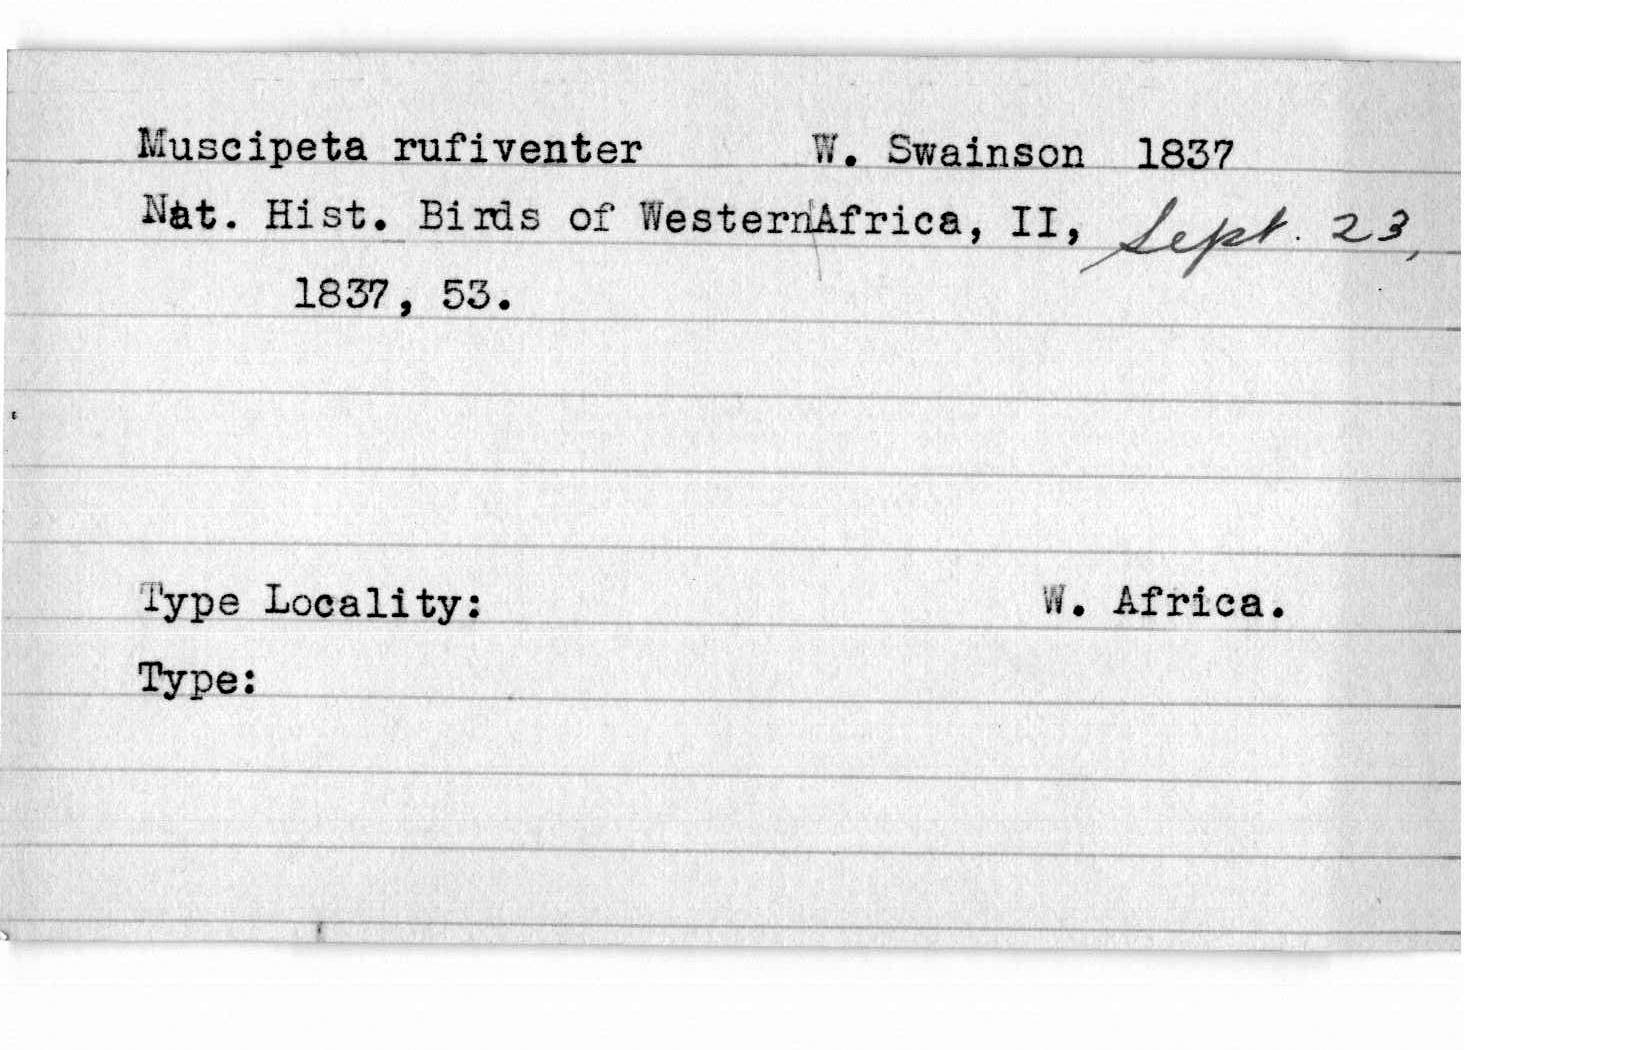 Muscipeta rufiventer W. Swainson 1837
Nat. Hist. Birds of Western Africa, II, Sept. 23,
1837, 53.
Type Locality: W. Africa.
Type: